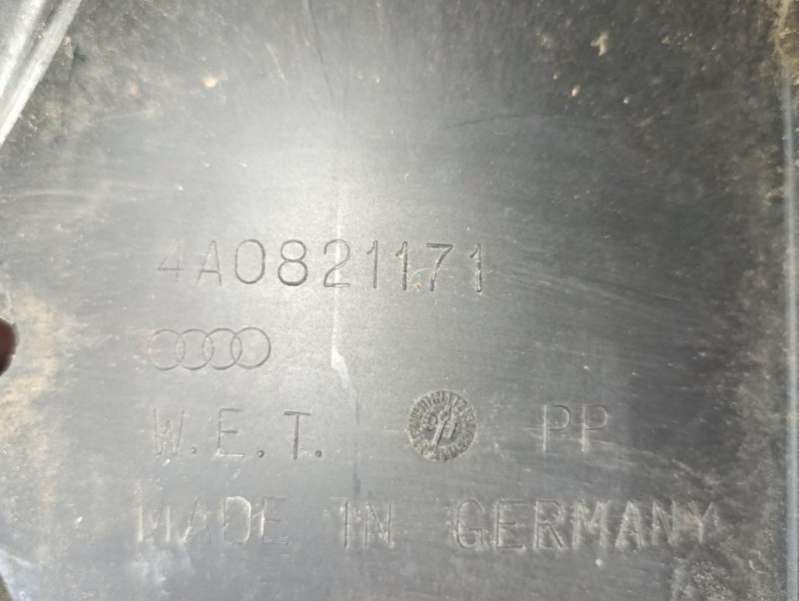 4A0821171
W.E.T. PP
MADE IN GERMANY